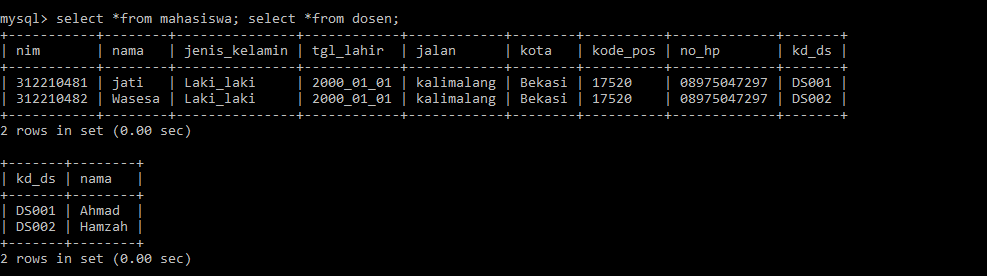 mysql> select *from mahasiswa; select *from dosen;
+-----------+--------+---------------+------------+------------+--------+----------+-------------+-------+
| nim       | nama   | jenis_kelamin | tgl_lahir  | jalan      | kota   | kode_pos | no_hp       | kd_ds |
+-----------+--------+---------------+------------+------------+--------+----------+-------------+-------+
| 312210481 | jati   | Laki_laki     | 2000_01_01 | kalimalang | Bekasi | 17520    | 08975047297 | DS001 |
| 312210482 | Wasesa | Laki_laki     | 2000_01_01 | kalimalang | Bekasi | 17520    | 08975047297 | DS002 |
+-----------+--------+---------------+------------+------------+--------+----------+-------------+-------+
2 rows in set (0.00 sec)
+-------+--------+
| kd_ds | nama   |
+-------+--------+
| DS001 | Ahmad  |
| DS002 | Hamzah |
+-------+--------+
2 rows in set (0.00 sec)